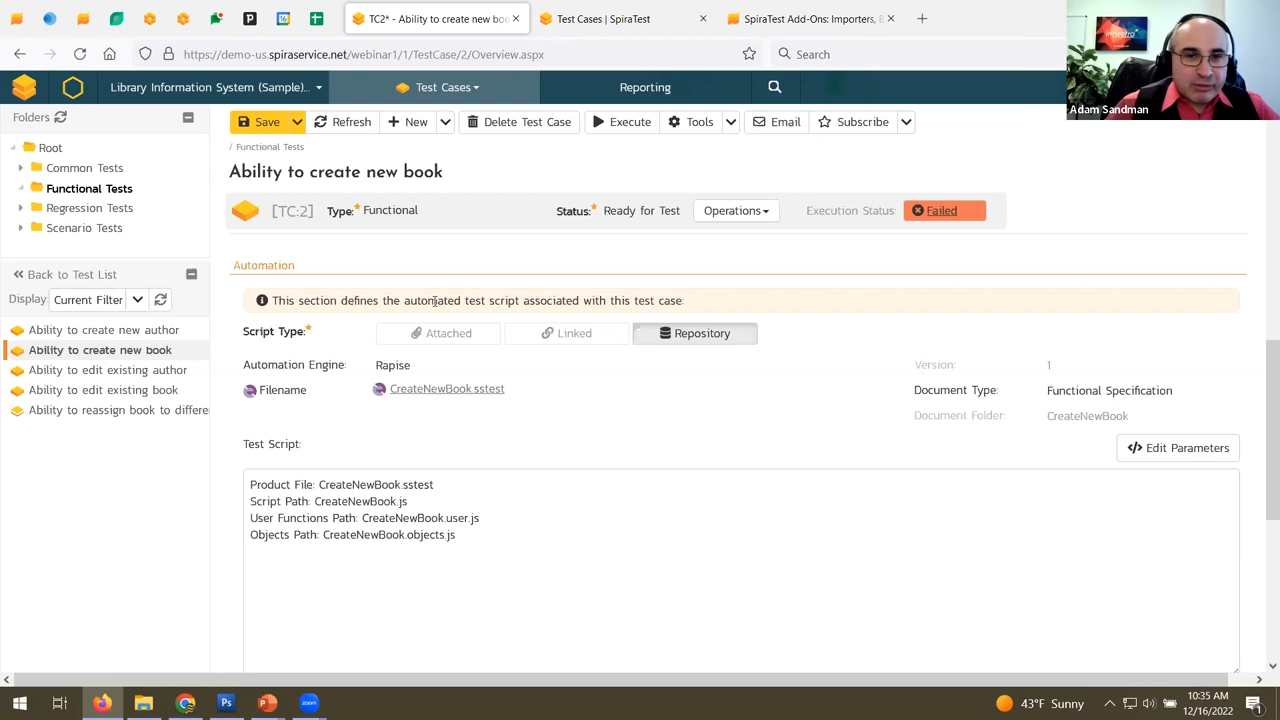 TC2* - Ability to create new boo
Test Cases | SpiraTest
SpiraTest Add-Ons: Importers, B
https://demo-us.spiraservice.net/webinar11/1/TestCase/2/Overview.aspx
Search
inflectra
Adam Sandman
Library Information System (Sample)...
Test Cases
Reporting
Folders
Save
Refresh
New
Delete Test Case
Execute
Tools
Email
Subscribe
/ Functional Tests
Root
Common Tests
Functional Tests
Regression Tests
Scenario Tests
Ability to create new book
[TC:2] Type:* Functional Status:* Ready for Test Operations Execution Status: Failed
Back to Test List
Display: Current Filter
Ability to create new author
Ability to create new book
Ability to edit existing author
Ability to edit existing book
Ability to reassign book to differe
Automation
This section defines the automated test script associated with this test case:
Script Type:* Attached Linked Repository
Automation Engine: Rapise Version: 1
Filename CreateNewBook.sstest Document Type: Functional Specification
Document Folder: CreateNewBook
Test Script: Edit Parameters
Product File: CreateNewBook.sstest
Script Path: CreateNewBook.js
User Functions Path: CreateNewBook.user.js
Objects Path: CreateNewBook.objects.js
43°F Sunny
10:35 AM
12/16/2022